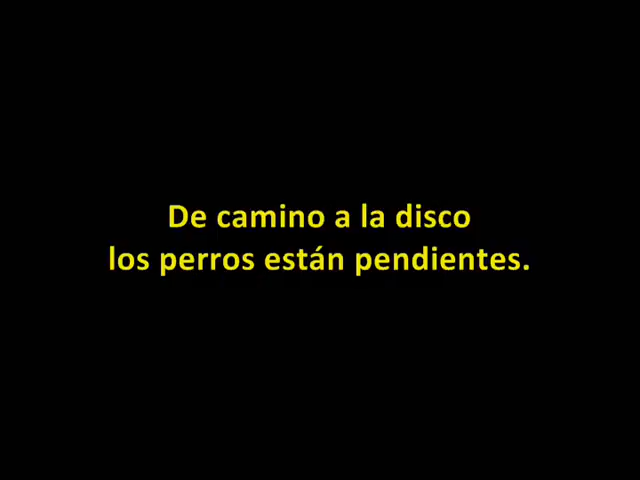 De camino a la disco
los perros están pendientes.